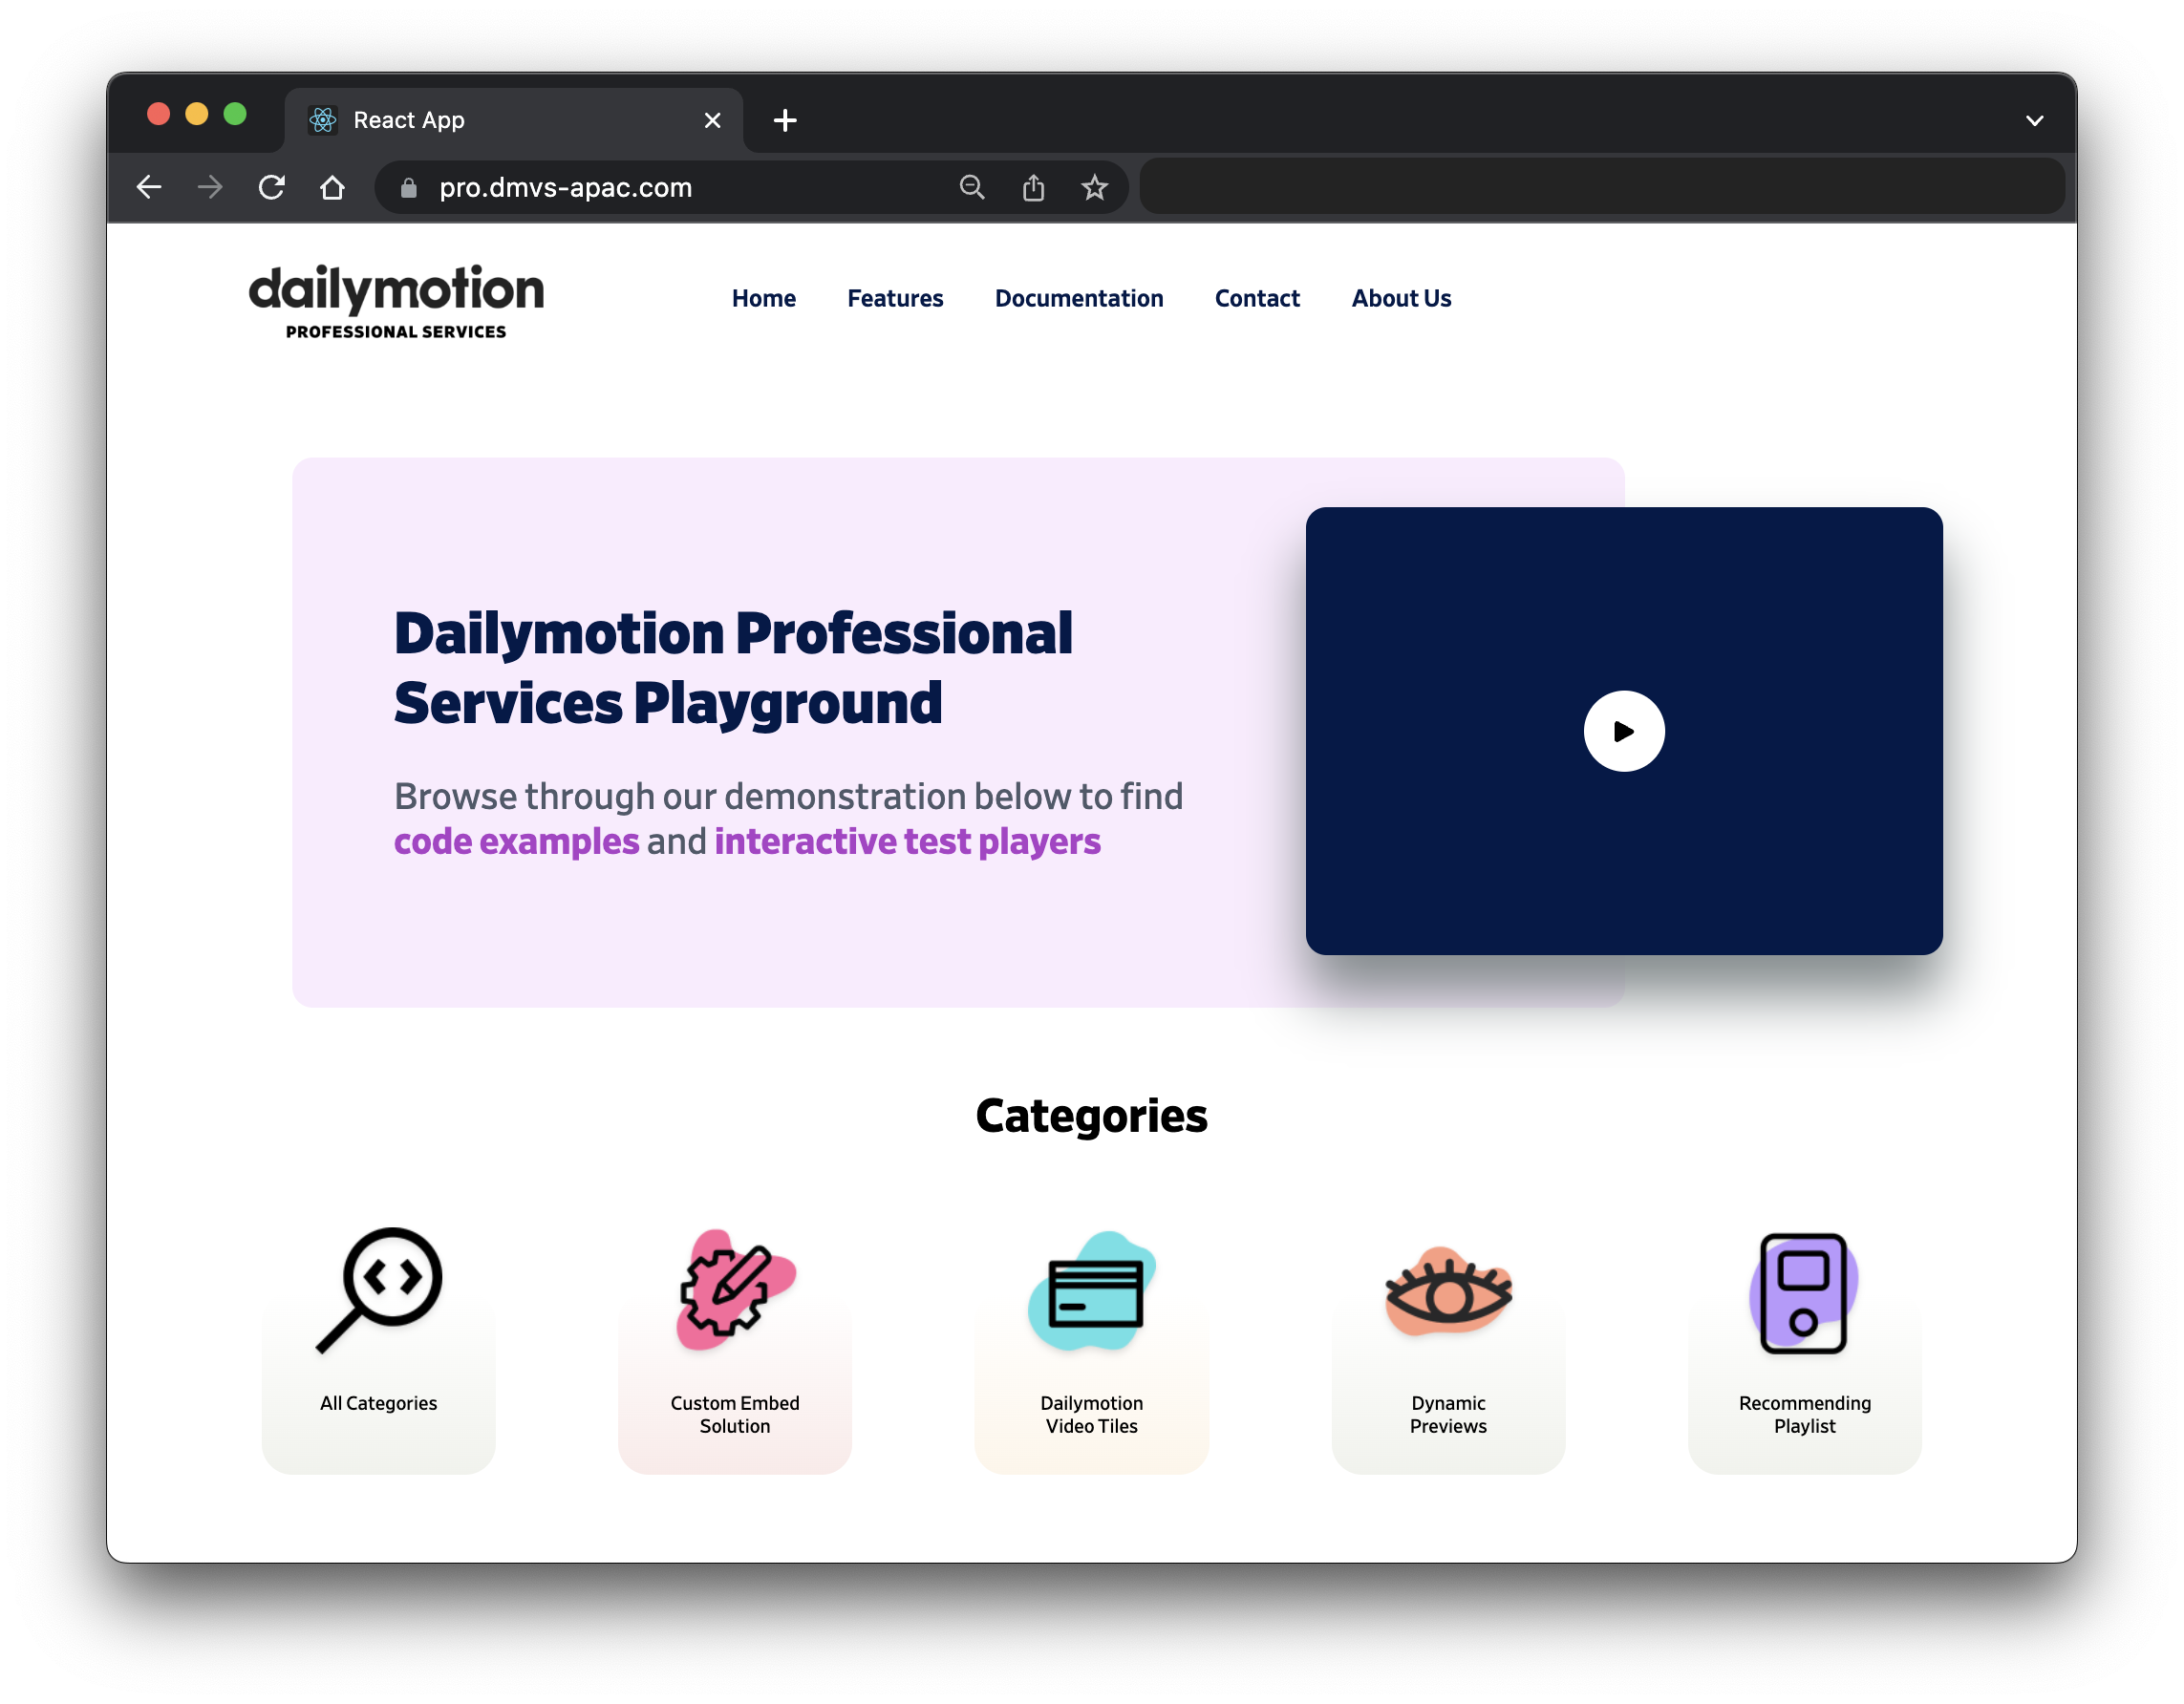 React App
pro.dmvs-apac.com
dailymotion
PROFESSIONAL SERVICES
Home Features Documentation Contact About Us
Dailymotion Professional
Services Playground
Browse through our demonstration below to find
code examples and interactive test players
Categories
All Categories
Custom Embed
Solution
Dailymotion
Video Tiles
Dynamic
Previews
Recommending
Playlist